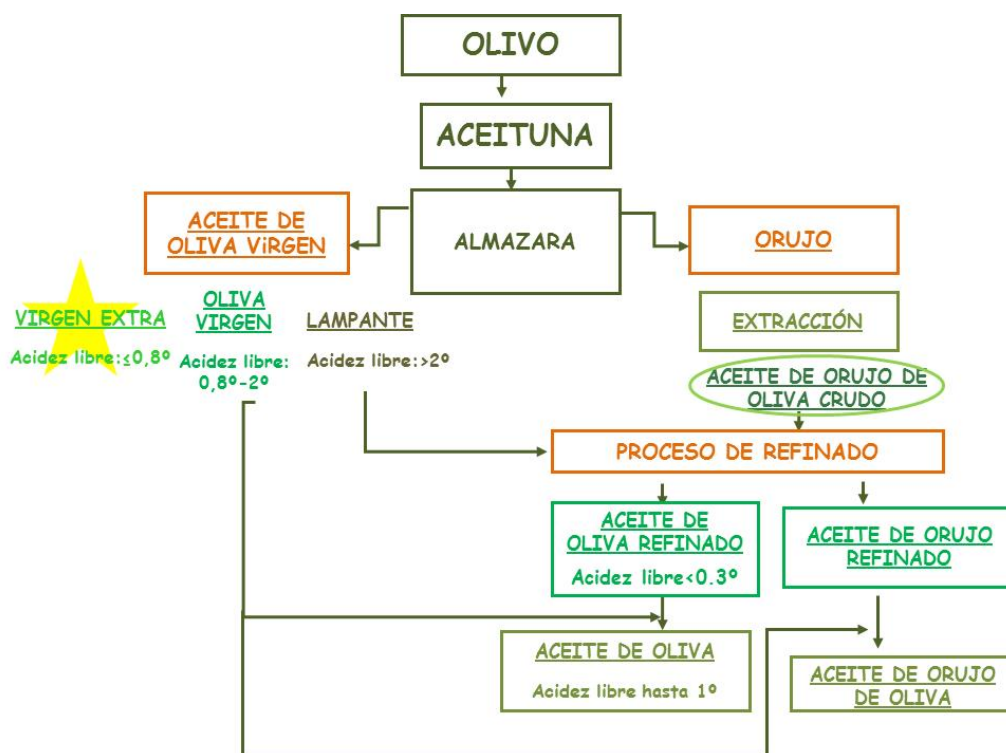 OLIVO
ACEITUNA
ALMAZARA
ACEITE DE
OLIVA VíRGEN
ORUJO
VIRGEN EXTRA
Acidez libre:≤0,8º
OLIVA
VIRGEN
Acidez libre:
0,8º-2º
LAMPANTE
Acidez libre:>2º
EXTRACCIÓN
ACEITE DE ORUJO DE
OLIVA CRUDO
PROCESO DE REFINADO
ACEITE DE
OLIVA REFINADO
Acidez libre<0.3º
ACEITE DE ORUJO
REFINADO
ACEITE DE OLIVA
Acidez libre hasta 1º
ACEITE DE ORUJO
DE OLIVA